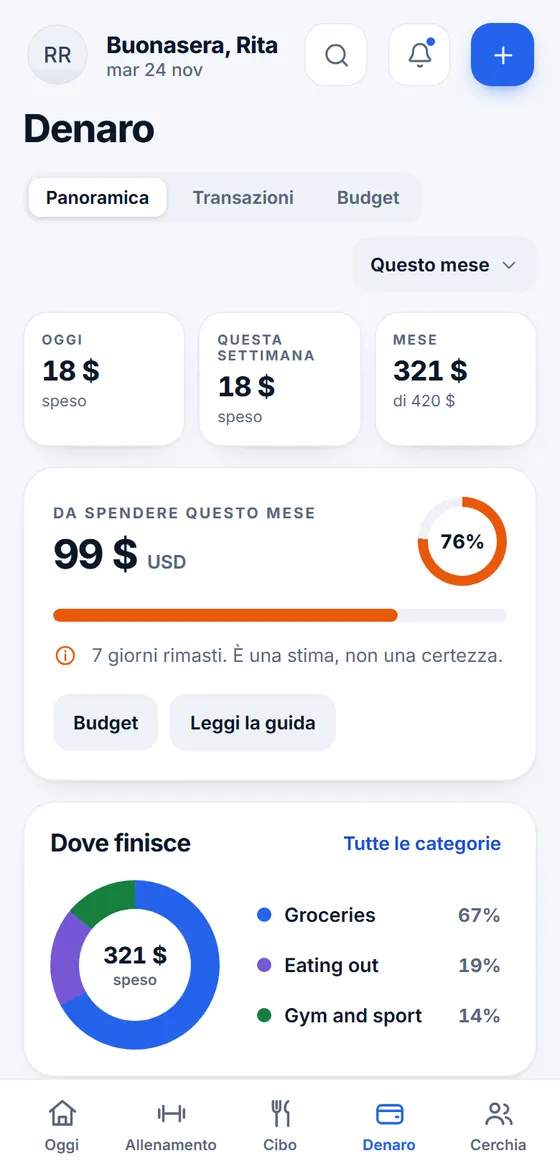 RR
Buonasera, Rita
mar 24 nov
Denaro
Panoramica
Transazioni
Budget
Questo mese
OGGI
18 $
speso
QUESTA
SETTIMANA
18 $
speso
MESE
321 $
di 420 $
DA SPENDERE QUESTO MESE
99 $ USD
76%
7 giorni rimasti. È una stima, non una certezza.
Budget
Leggi la guida
Dove finisce
Tutte le categorie
321 $
speso
Groceries 67%
Eating out 19%
Gym and sport 14%
Oggi
Allenamento
Cibo
Denaro
Cerchia